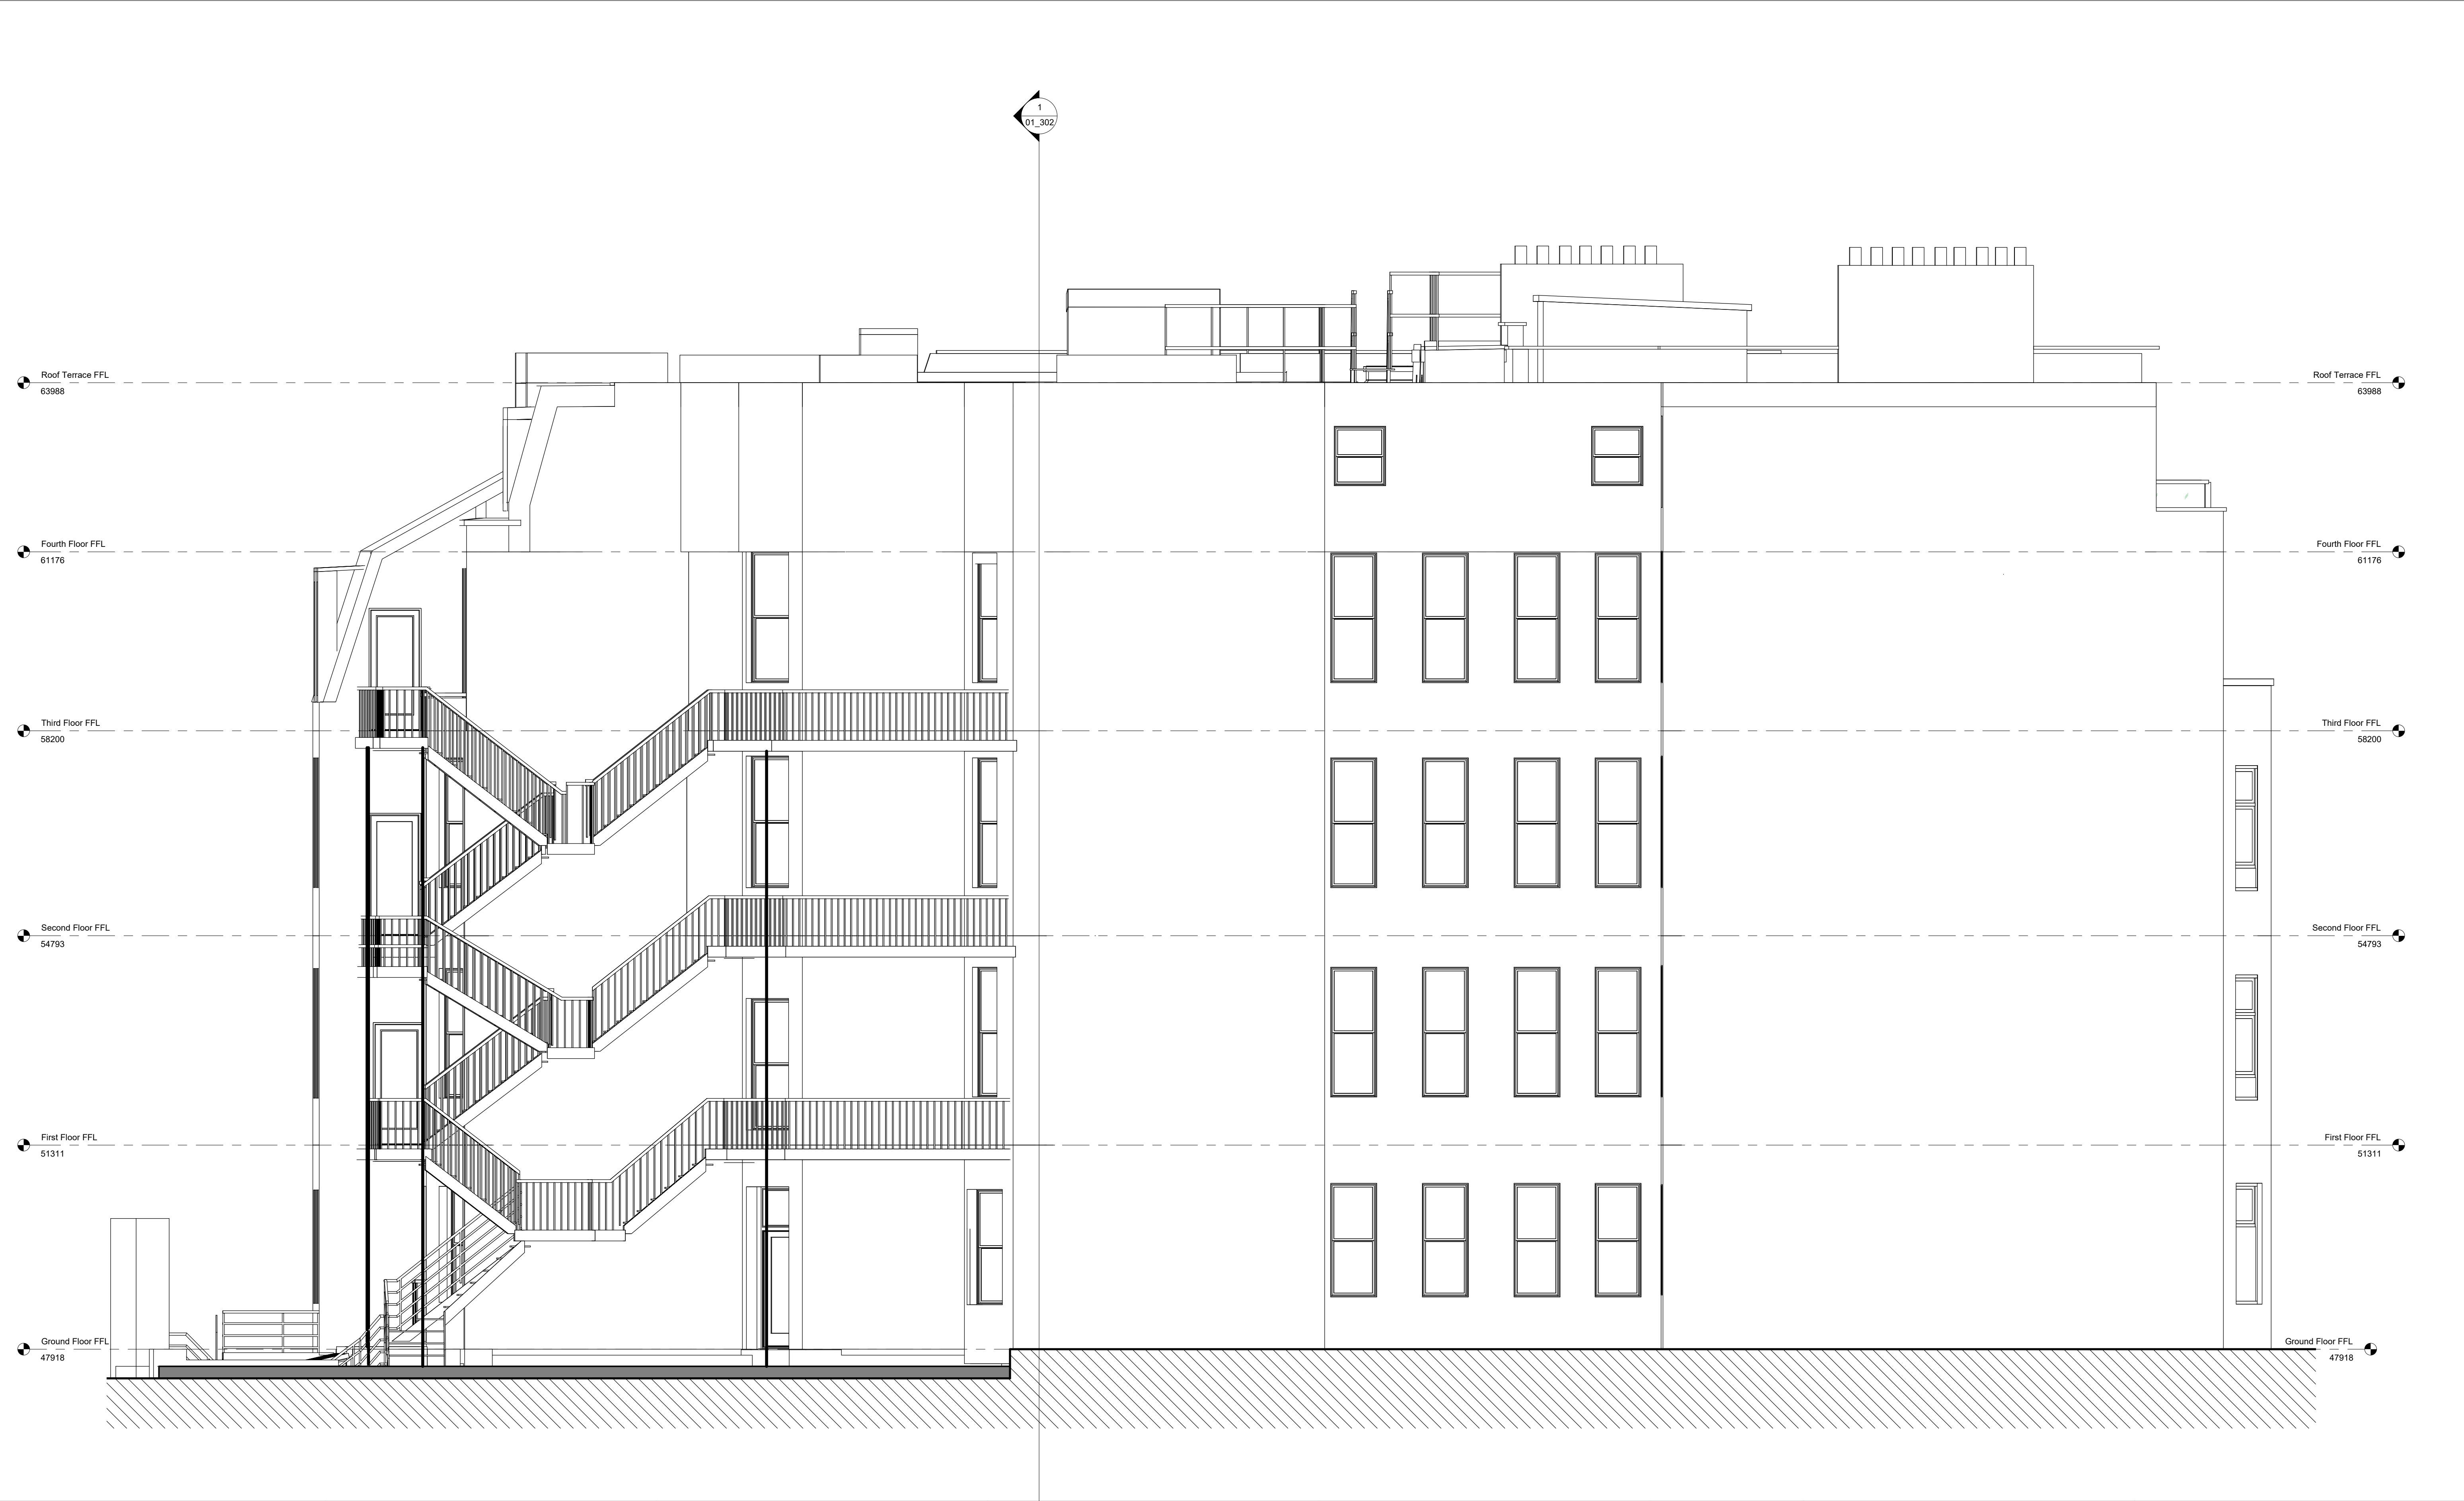 1
01_302
Roof Terrace FFL
63988
Roof Terrace FFL
63988
Fourth Floor FFL
61176
Fourth Floor FFL
61176
Third Floor FFL
58200
Third Floor FFL
58200
Second Floor FFL
54793
Second Floor FFL
54793
First Floor FFL
51311
First Floor FFL
51311
Ground Floor FFL
47918
Ground Floor FFL
47918